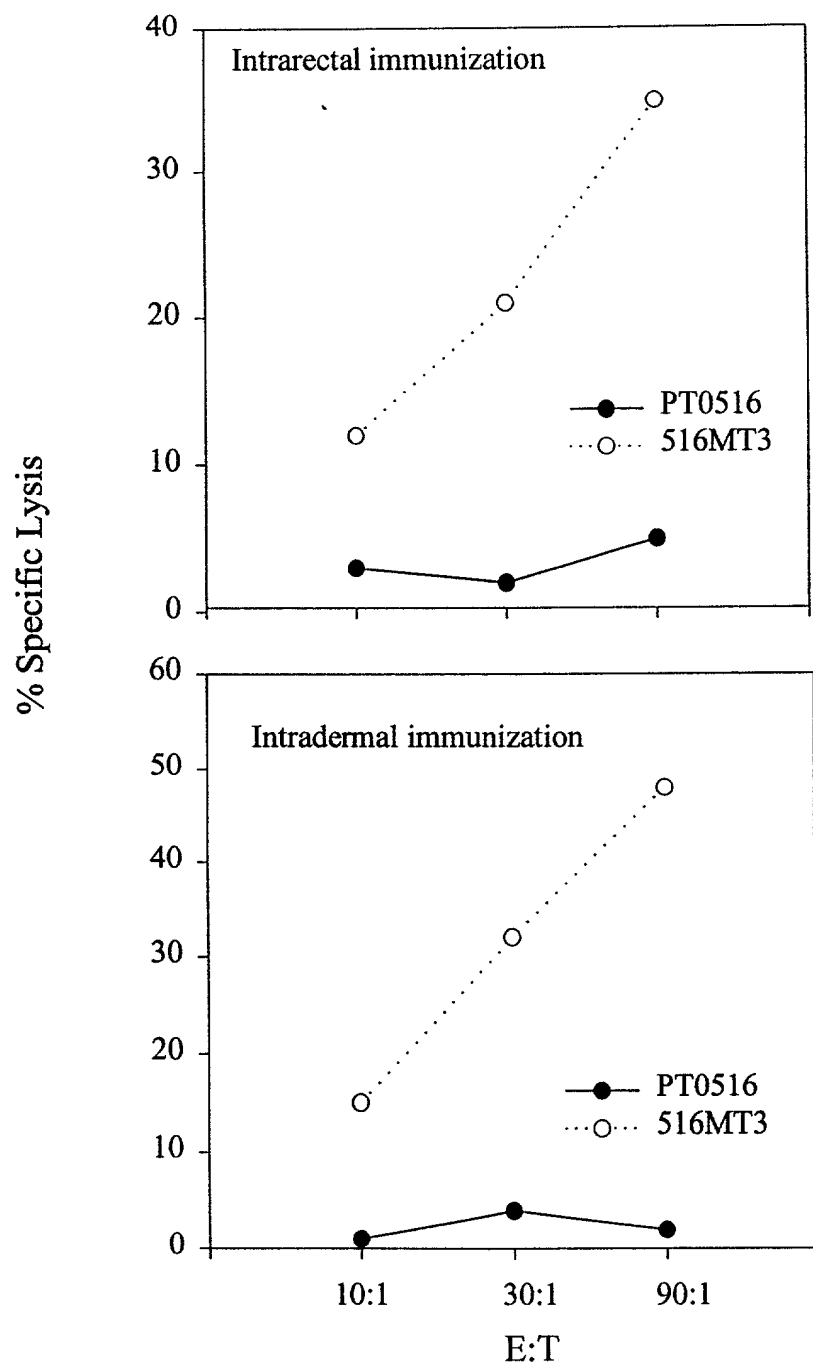 40
Intrarectal immunization
30
20
PT0516
516MT3
10
0
% Specific Lysis
60
Intradermal immunization
50
40
30
20
PT0516
516MT3
10
0
10:1 30:1 90:1
E:T